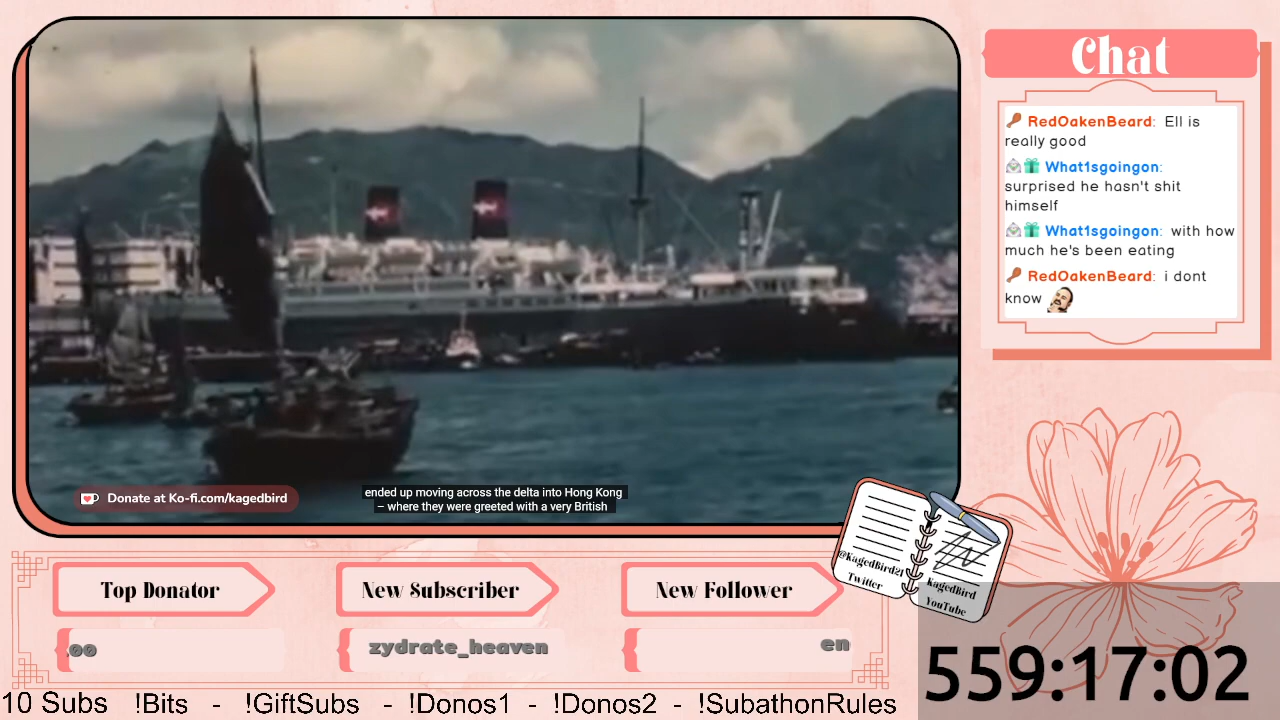 Donate at Ko-fi.com/kagedbird
ended up moving across the delta into Hong Kong
– where they were greeted with a very British
Chat
RedOakenBeard: Ell is
really good
What1sgoingon:
surprised he hasn't shit
himself
What1sgoingon: with how
much he's been eating
RedOakenBeard: i dont
know
@KagedBird21
Twitter
KagedBird
YouTube
Top Donator
New Subscriber
New Follower
.00
zydrate_heaven
en
559:17:02
10 Subs !Bits - !GiftSubs - !Donos1 - !Donos2 - !SubathonRules